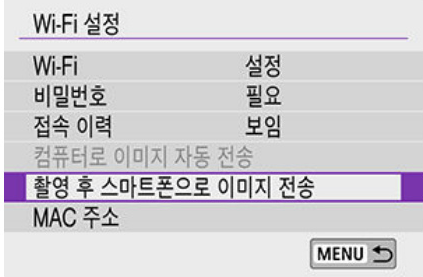 Wi-Fi 설정
Wi-Fi 설정
비밀번호 필요
접속 이력 보임
컴퓨터로 이미지 자동 전송
촬영 후 스마트폰으로 이미지 전송
MAC 주소
MENU